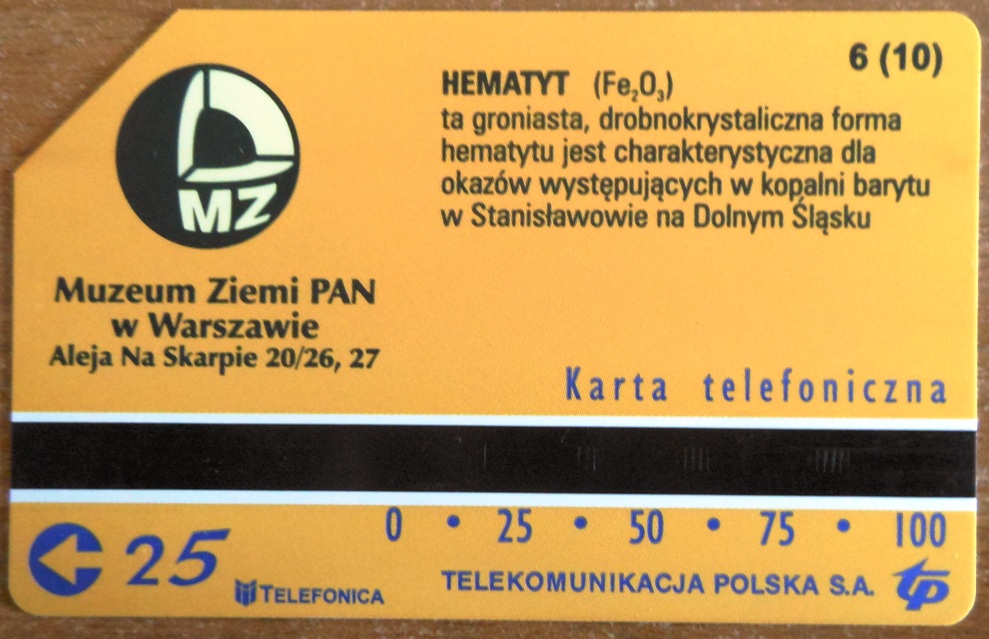 6 (10)
HEMATYT (Fe₂O₃)
ta groniasta, drobnokrystaliczna forma
hematytu jest charakterystyczna dla
okazów występujących w kopalni barytu
w Stanisławowie na Dolnym Śląsku
MZ
Muzeum Ziemi PAN
w Warszawie
Aleja Na Skarpie 20/26, 27
Karta telefoniczna
0 • 25 • 50 • 75 • 100
25
TELEFONICA
TELEKOMUNIKACJA POLSKA S.A.
tp